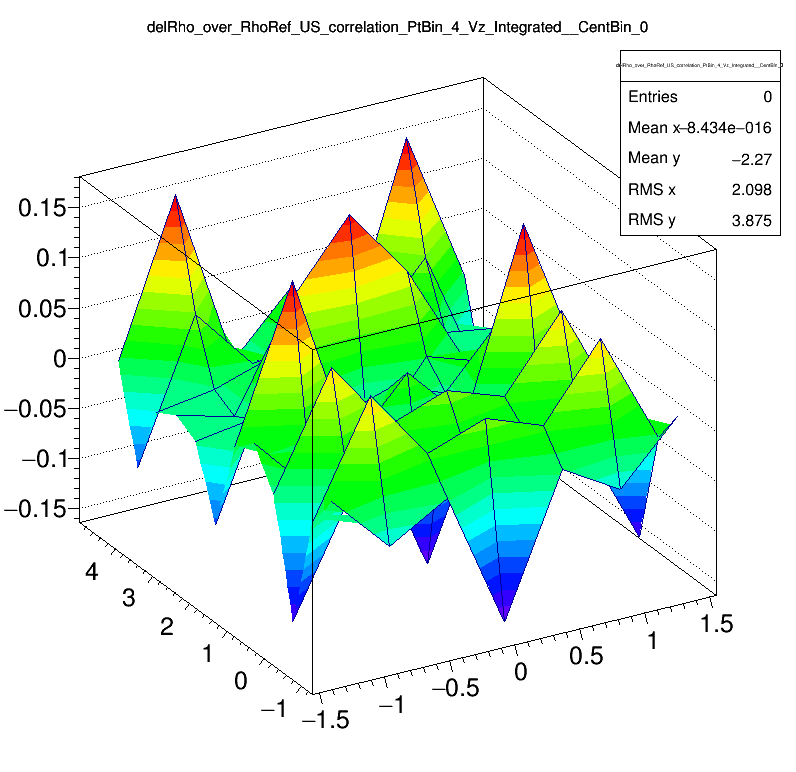 delRho_over_RhoRef_US_correlation_PtBin_4_Vz_Integrated__CentBin_0
delRho_over_RhoRef_US_correlation_PtBin_4_Vz_Integrated__CentBin_0
Entries 0
Mean x −8.434e−016
Mean y −2.27
RMS x 2.098
RMS y 3.875
0.15
0.1
0.05
0
−0.05
−0.1
−0.15
4
3
2
1
0
−1
−1.5
−1
−0.5
0
0.5
1
1.5